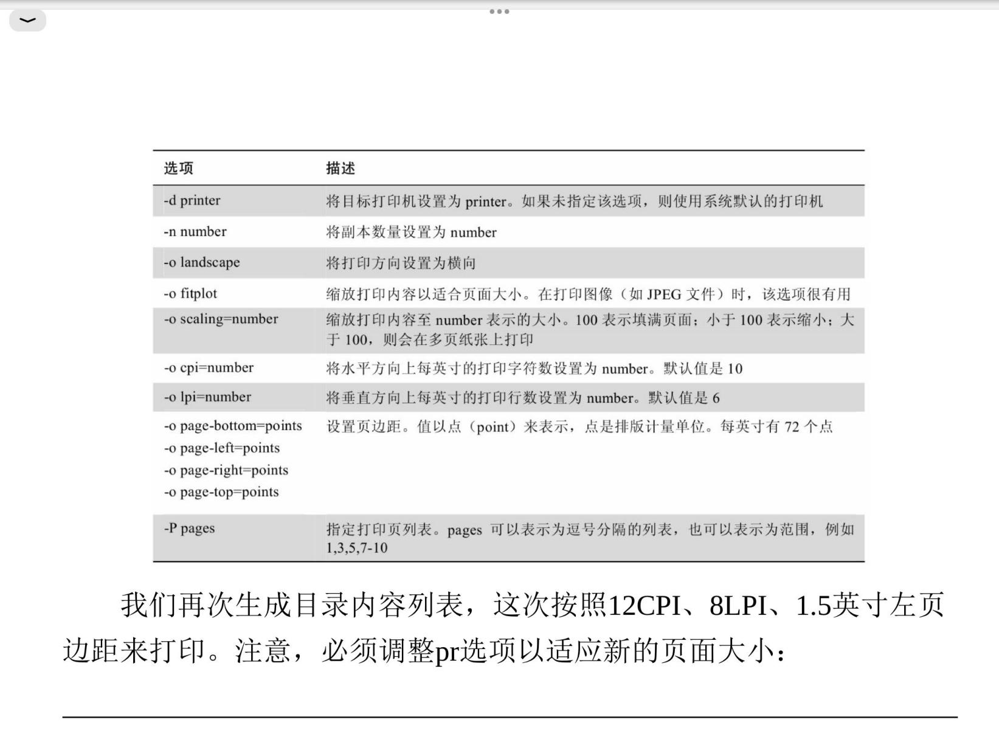 选项 描述
-d printer 将目标打印机设置为 printer。如果未指定该选项，则使用系统默认的打印机
-n number 将副本数量设置为 number
-o landscape 将打印方向设置为横向
-o fitplot 缩放打印内容以适合页面大小。在打印图像（如 JPEG 文件）时，该选项很有用
-o scaling=number 缩放打印内容至 number 表示的大小。100 表示填满页面；小于 100 表示缩小；大
于 100，则会在多页纸张上打印
-o cpi=number 将水平方向上每英寸的打印字符数设置为 number。默认值是 10
-o lpi=number 将垂直方向上每英寸的打印行数设置为 number。默认值是 6
-o page-bottom=points 设置页边距。值以点（point）来表示，点是排版计量单位。每英寸有 72 个点
-o page-left=points
-o page-right=points
-o page-top=points
-P pages 指定打印页列表。pages 可以表示为逗号分隔的列表，也可以表示为范围，例如
1,3,5,7-10
我们再次生成目录内容列表，这次按照12CPI、8LPI、1.5英寸左页
边距来打印。注意，必须调整pr选项以适应新的页面大小：